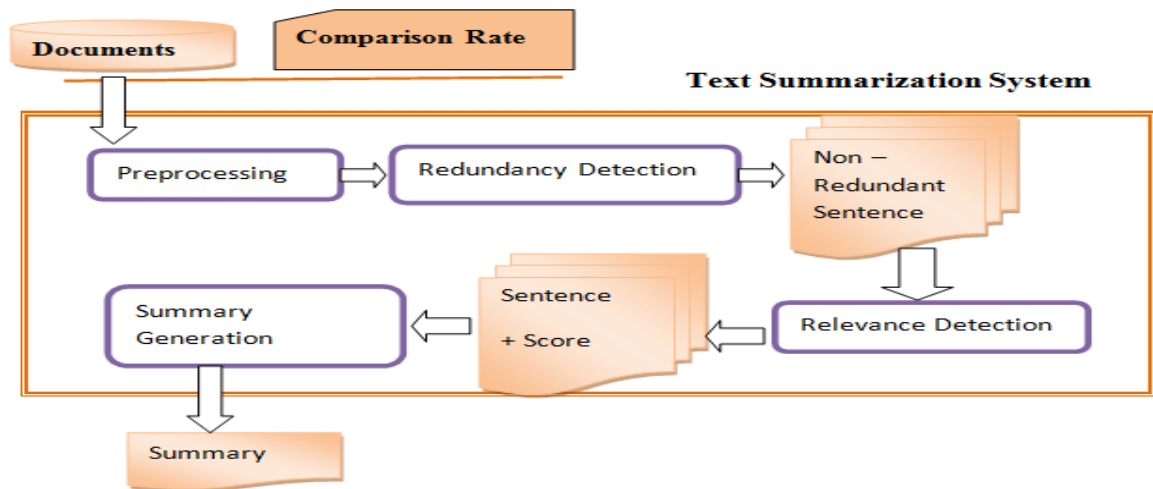 Documents
Comparison Rate
Text Summarization System
Preprocessing
Redundancy Detection
Non –
Redundant
Sentence
Relevance Detection
Sentence
+ Score
Summary
Generation
Summary